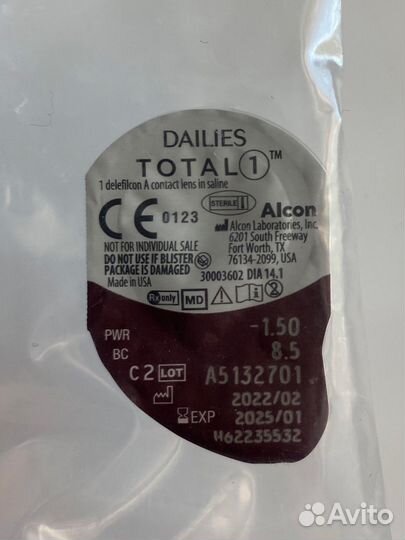 DAILIES
TOTAL 1™
1 delefilcon A contact lens in saline
CE 0123
STERILE
Alcon
Alcon Laboratories, Inc.
6201 South Freeway
Fort Worth, TX
76134-2099, USA
NOT FOR INDIVIDUAL SALE
DO NOT USE IF BLISTER
PACKAGE IS DAMAGED
Made in USA
30003602 DIA 14.1
Rx only MD
PWR -1.50
BC 8.5
C2 LOT A5132701
2022/02
EXP 2025/01
H62235532
Avito